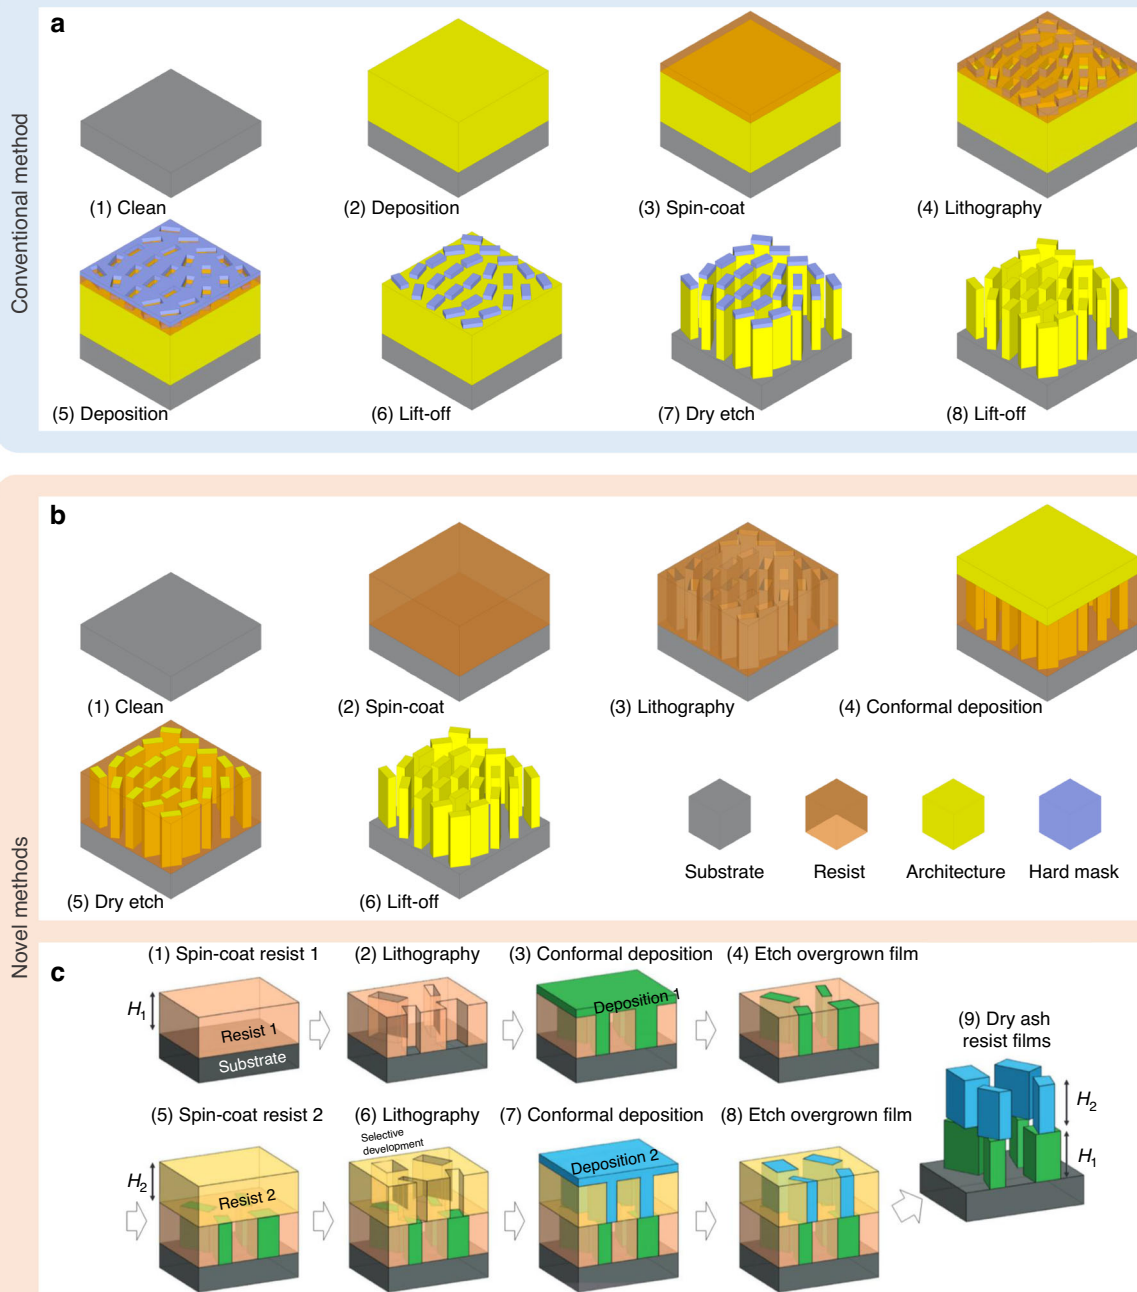 Conventional method
a
(1) Clean
(2) Deposition
(3) Spin-coat
(4) Lithography
(5) Deposition
(6) Lift-off
(7) Dry etch
(8) Lift-off
Novel methods
b
(1) Clean
(2) Spin-coat
(3) Lithography
(4) Conformal deposition
(5) Dry etch
(6) Lift-off
Substrate
Resist
Architecture
Hard mask
c
(1) Spin-coat resist 1
(2) Lithography
(3) Conformal deposition
(4) Etch overgrown film
H1
Resist 1
Substrate
Deposition 1
(5) Spin-coat resist 2
(6) Lithography
(7) Conformal deposition
(8) Etch overgrown film
H2
Resist 2
Selective
development
Deposition 2
(9) Dry ash
resist films
H2
H1